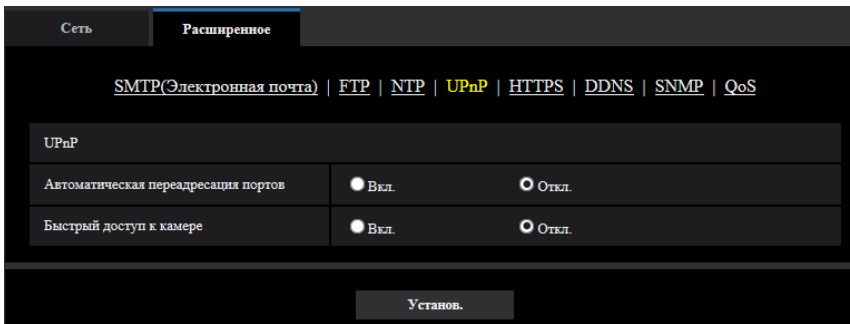 Сеть Расширенное
SMTP(Электронная почта) | FTP | NTP | UPnP | HTTPS | DDNS | SNMP | QoS
UPnP
Автоматическая переадресация портов Вкл. Откл.
Быстрый доступ к камере Вкл. Откл.
Установ.